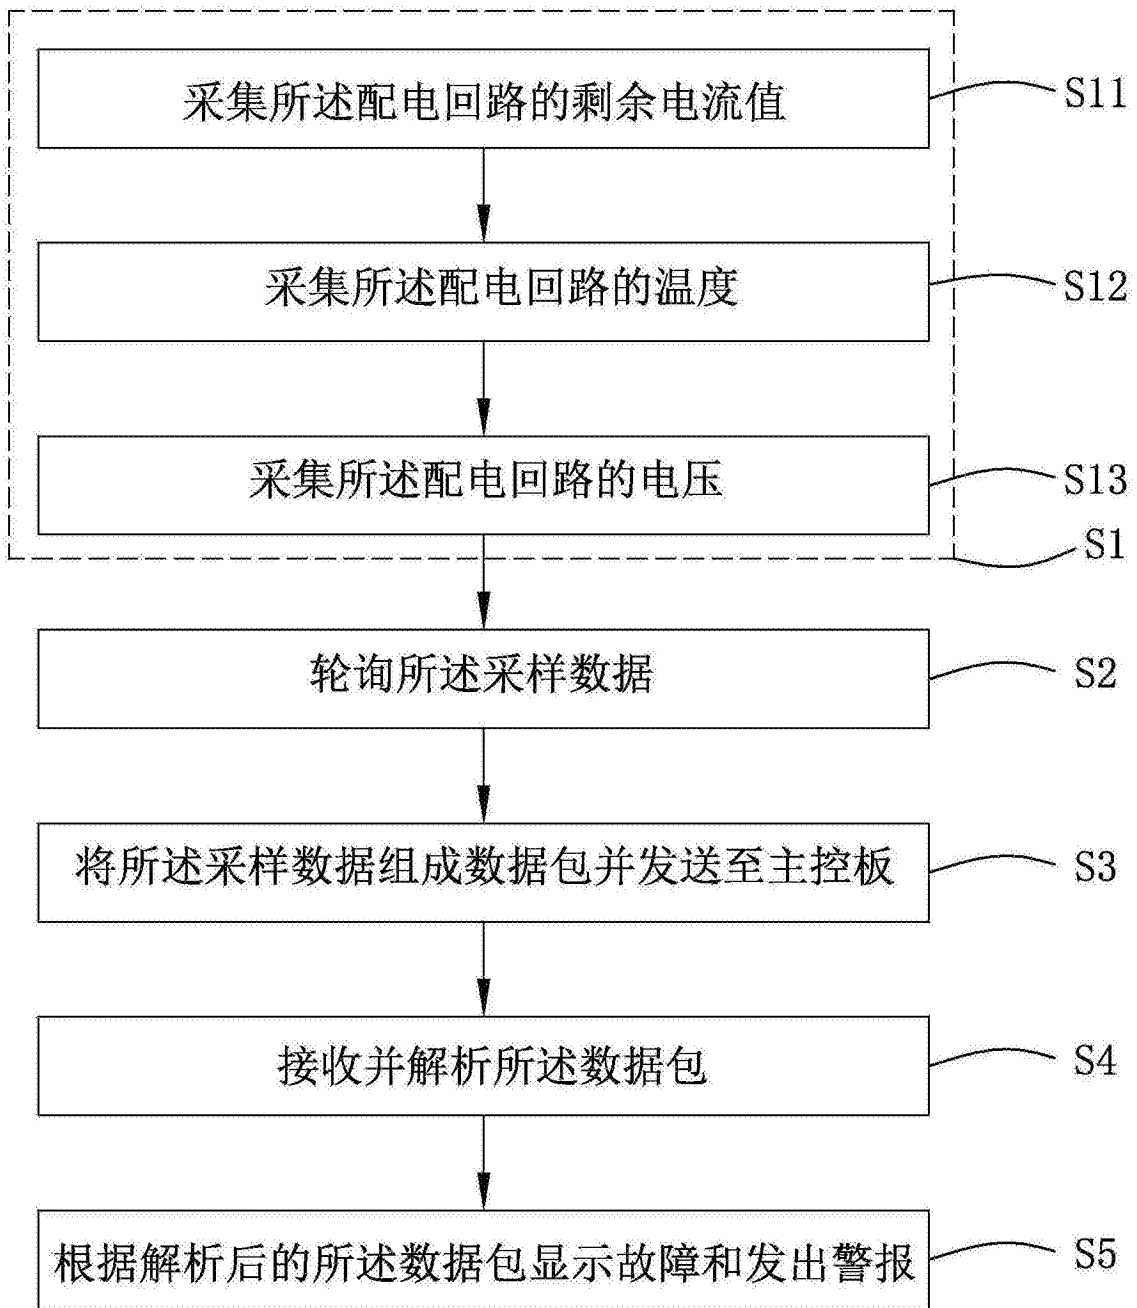 采集所述配电回路的剩余电流值
S11
采集所述配电回路的温度
S12
采集所述配电回路的电压
S13
S1
轮询所述采样数据
S2
将所述采样数据组成数据包并发送至主控板
S3
接收并解析所述数据包
S4
根据解析后的所述数据包显示故障和发出警报
S5